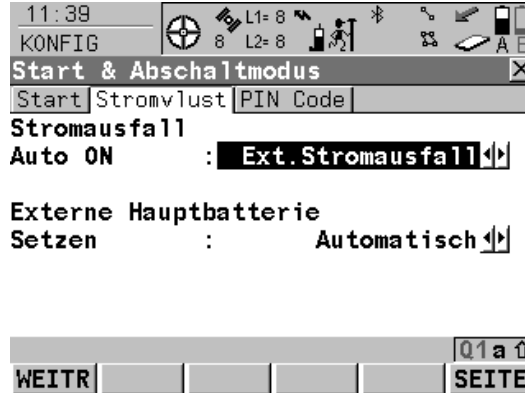 11:39
KONFIG
8 L1= 8
L2= 8
A B
Start & Abschaltmodus
Start Stromvlust PIN Code
Stromausfall
Auto ON : Ext.Stromausfall
Externe Hauptbatterie
Setzen : Automatisch
Q1 a
WEITR SEITE